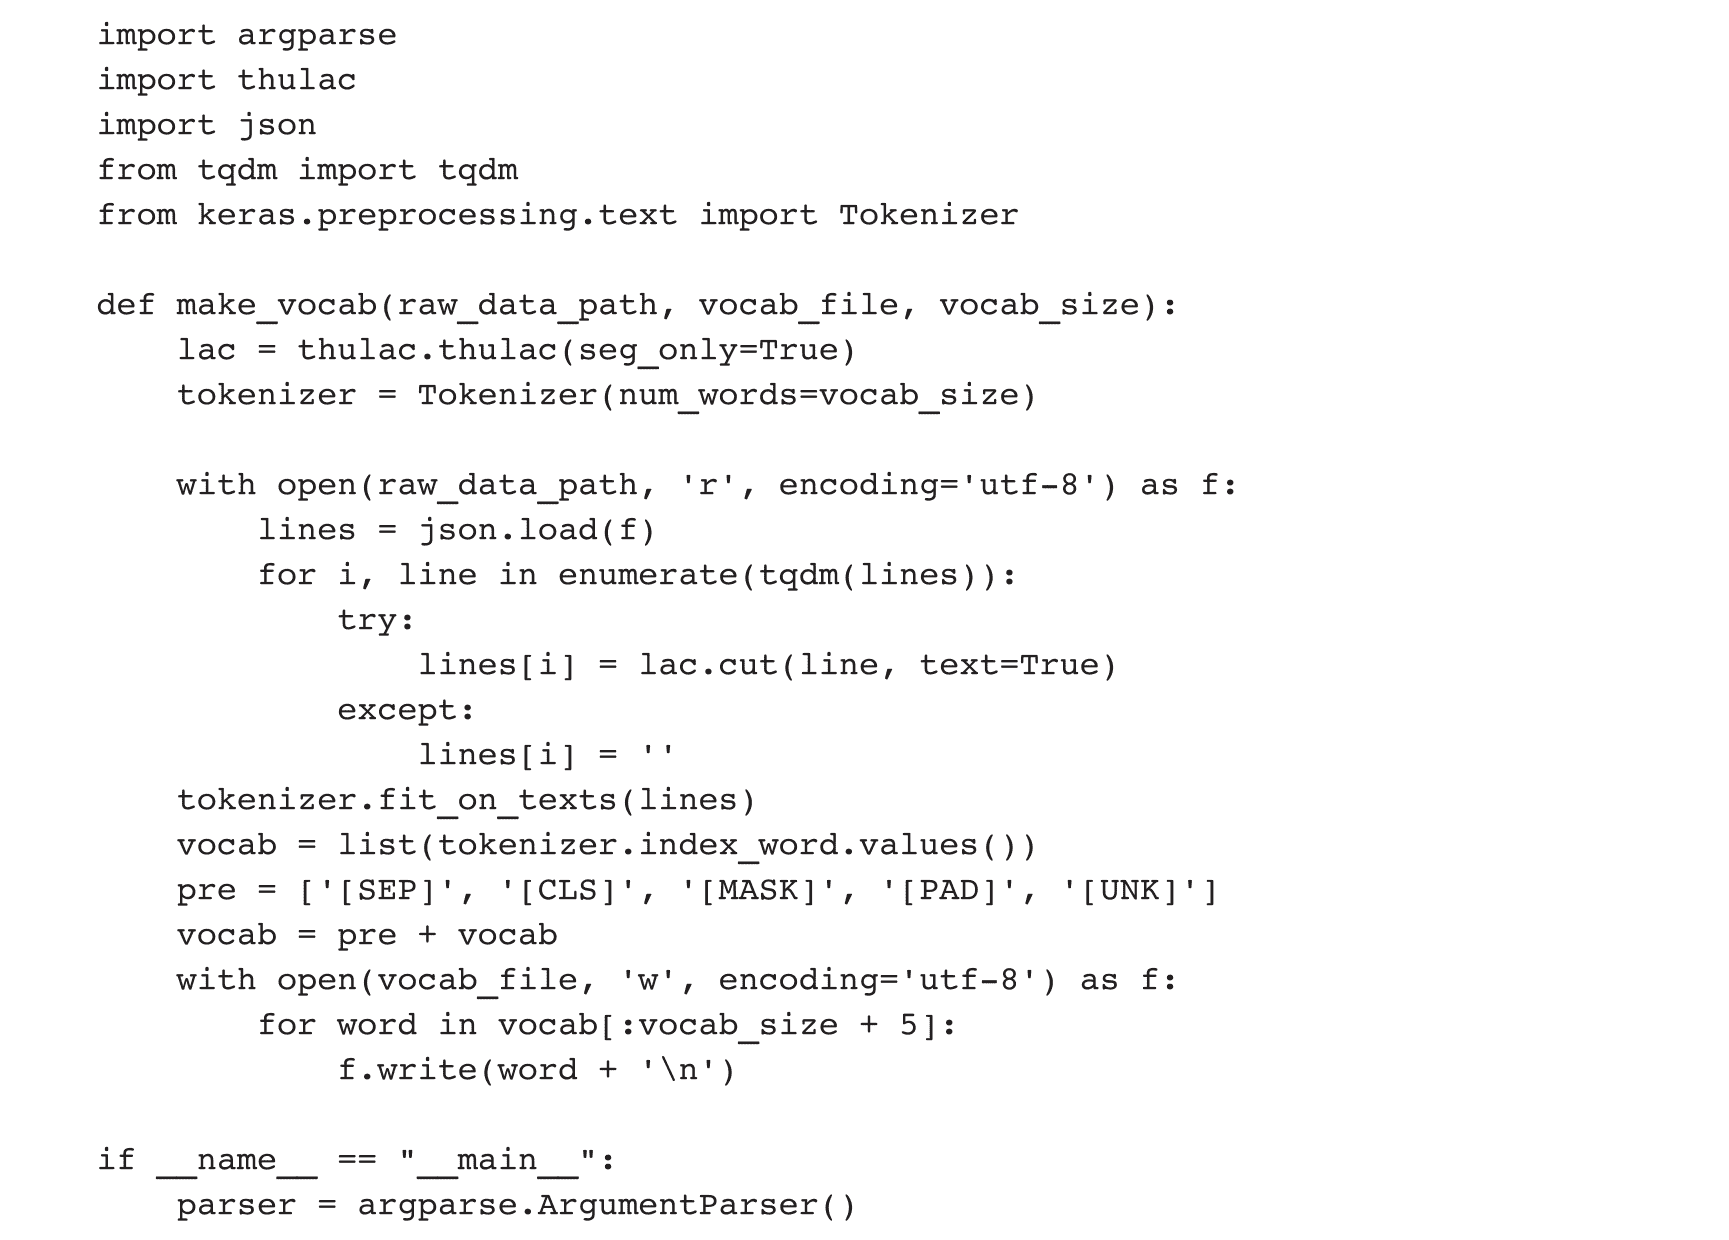 import argparse
import thulac
import json
from tqdm import tqdm
from keras.preprocessing.text import Tokenizer

def make_vocab(raw_data_path, vocab_file, vocab_size):
    lac = thulac.thulac(seg_only=True)
    tokenizer = Tokenizer(num_words=vocab_size)

    with open(raw_data_path, 'r', encoding='utf-8') as f:
        lines = json.load(f)
        for i, line in enumerate(tqdm(lines)):
            try:
                lines[i] = lac.cut(line, text=True)
            except:
                lines[i] = ''
    tokenizer.fit_on_texts(lines)
    vocab = list(tokenizer.index_word.values())
    pre = ['[SEP]', '[CLS]', '[MASK]', '[PAD]', '[UNK]']
    vocab = pre + vocab
    with open(vocab_file, 'w', encoding='utf-8') as f:
        for word in vocab[:vocab_size + 5]:
            f.write(word + '\n')

if __name__ == "__main__":
    parser = argparse.ArgumentParser()